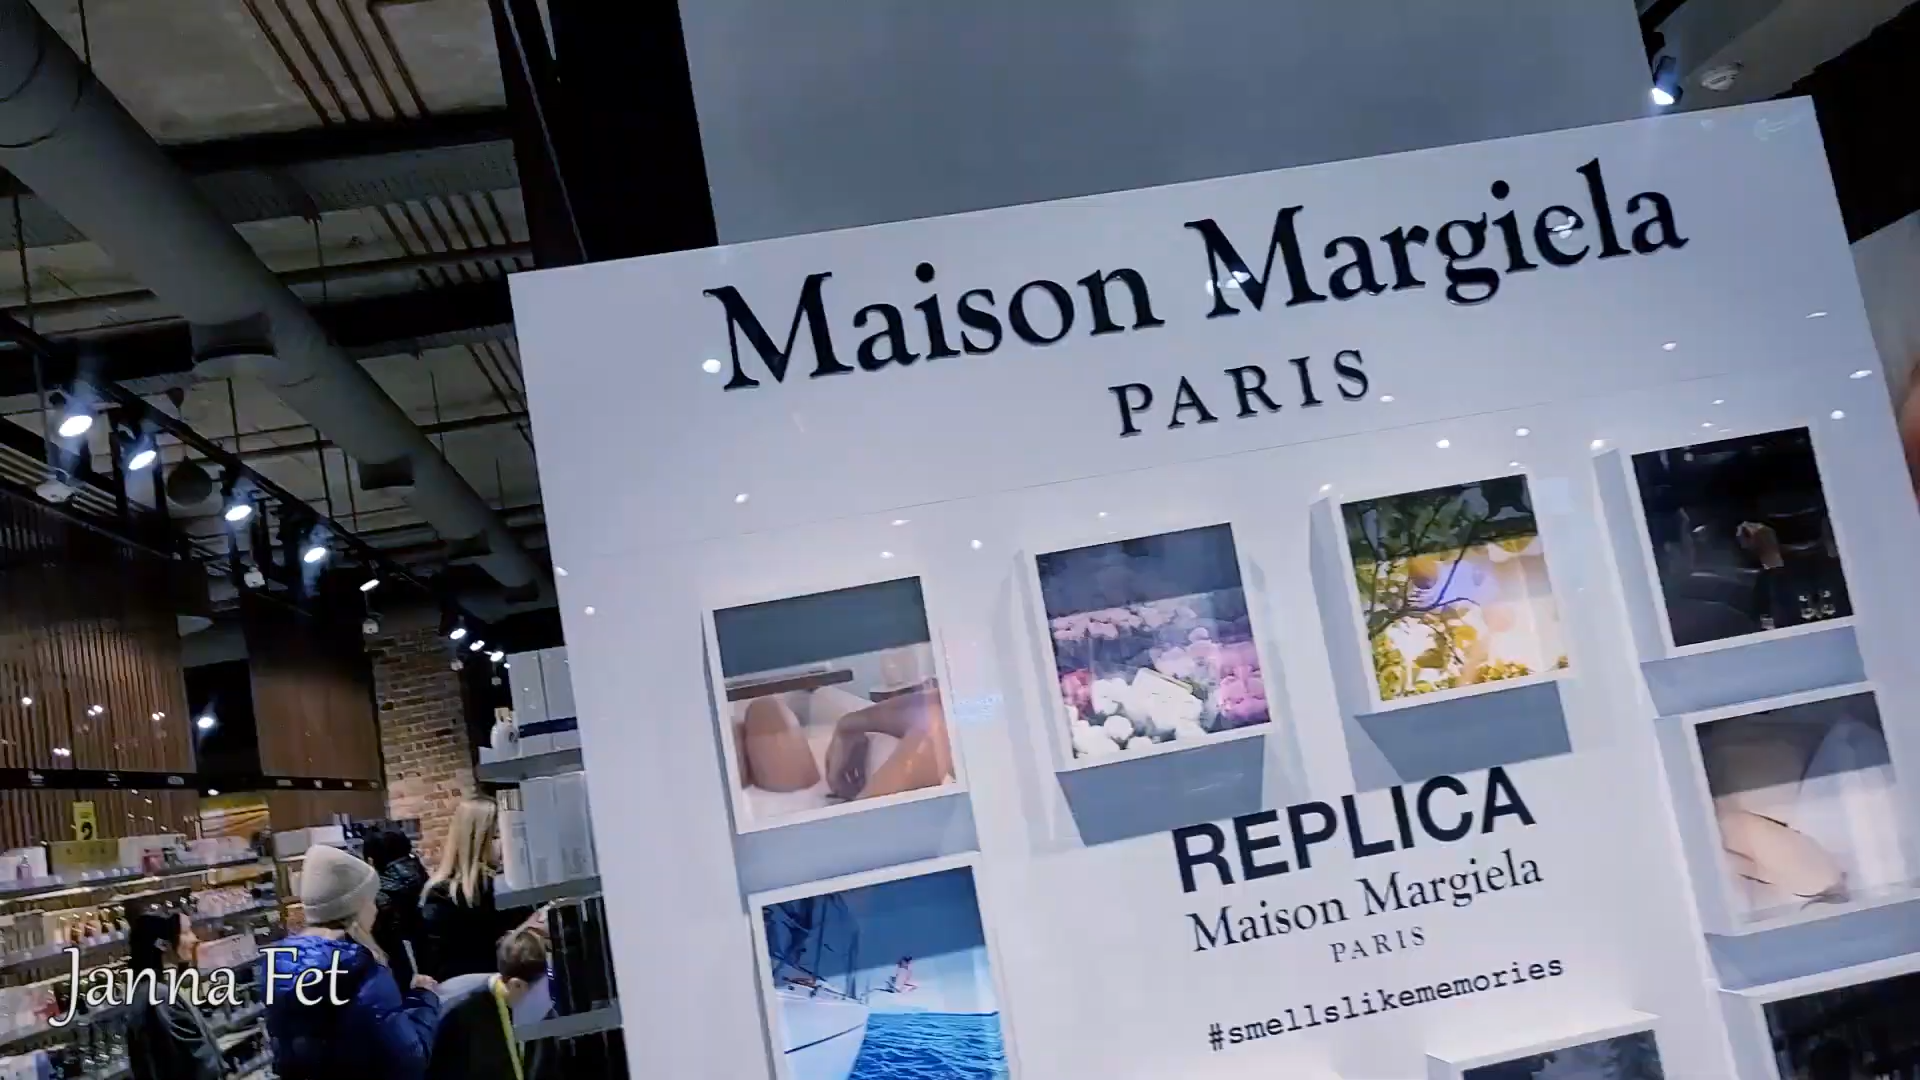 Maison Margiela
PARIS
REPLICA
Maison Margiela
PARIS
#smellslikememories
Janna Fet